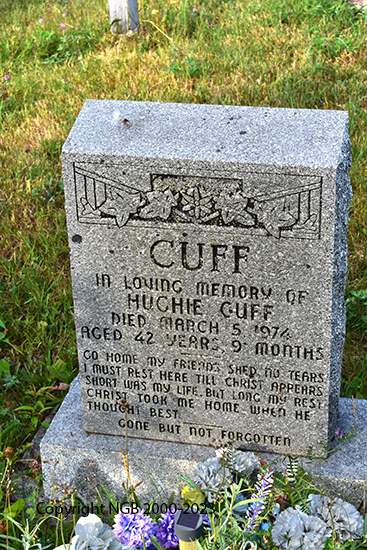 CUFF
IN LOVING MEMORY OF
HUGHIE CUFF
DIED MARCH 5, 1974
AGED 42 YEARS, 9 MONTHS
GO HOME MY FRIENDS SHED NO TEARS
I MUST REST HERE TILL CHRIST APPEARS
SHORT WAS MY LIFE, BUT LONG MY REST
CHRIST TOOK ME HOME WHEN HE
THOUGHT BEST.
GONE BUT NOT FORGOTTEN
Copyright NGB 2000-2023